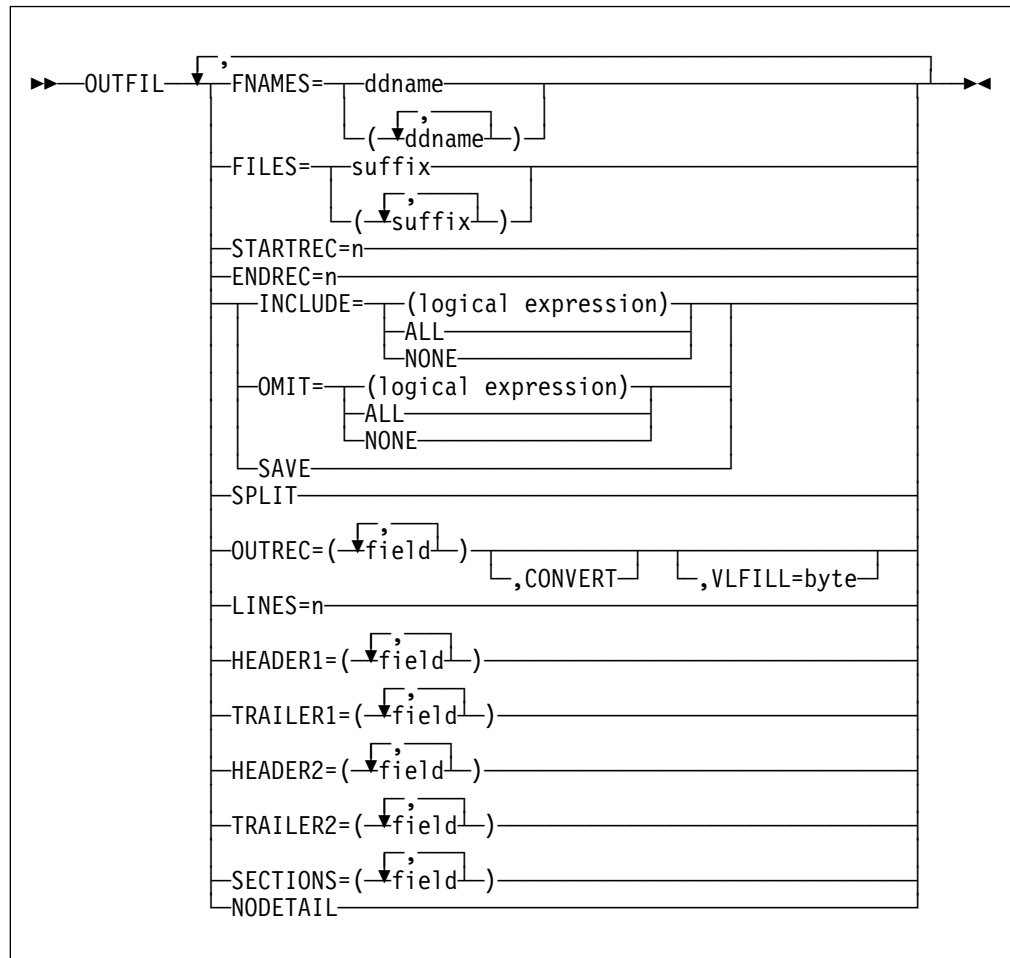 ,
OUTFIL FNAMES= ddname
,
( ddname )
FILES= suffix
,
( suffix )
STARTREC=n
ENDREC=n
INCLUDE= (logical expression)
ALL
NONE
OMIT= (logical expression)
ALL
NONE
SAVE
SPLIT
,
OUTREC=( field )
,CONVERT ,VLFILL=byte
LINES=n
,
HEADER1=( field )
,
TRAILER1=( field )
,
HEADER2=( field )
,
TRAILER2=( field )
,
SECTIONS=( field )
NODETAIL